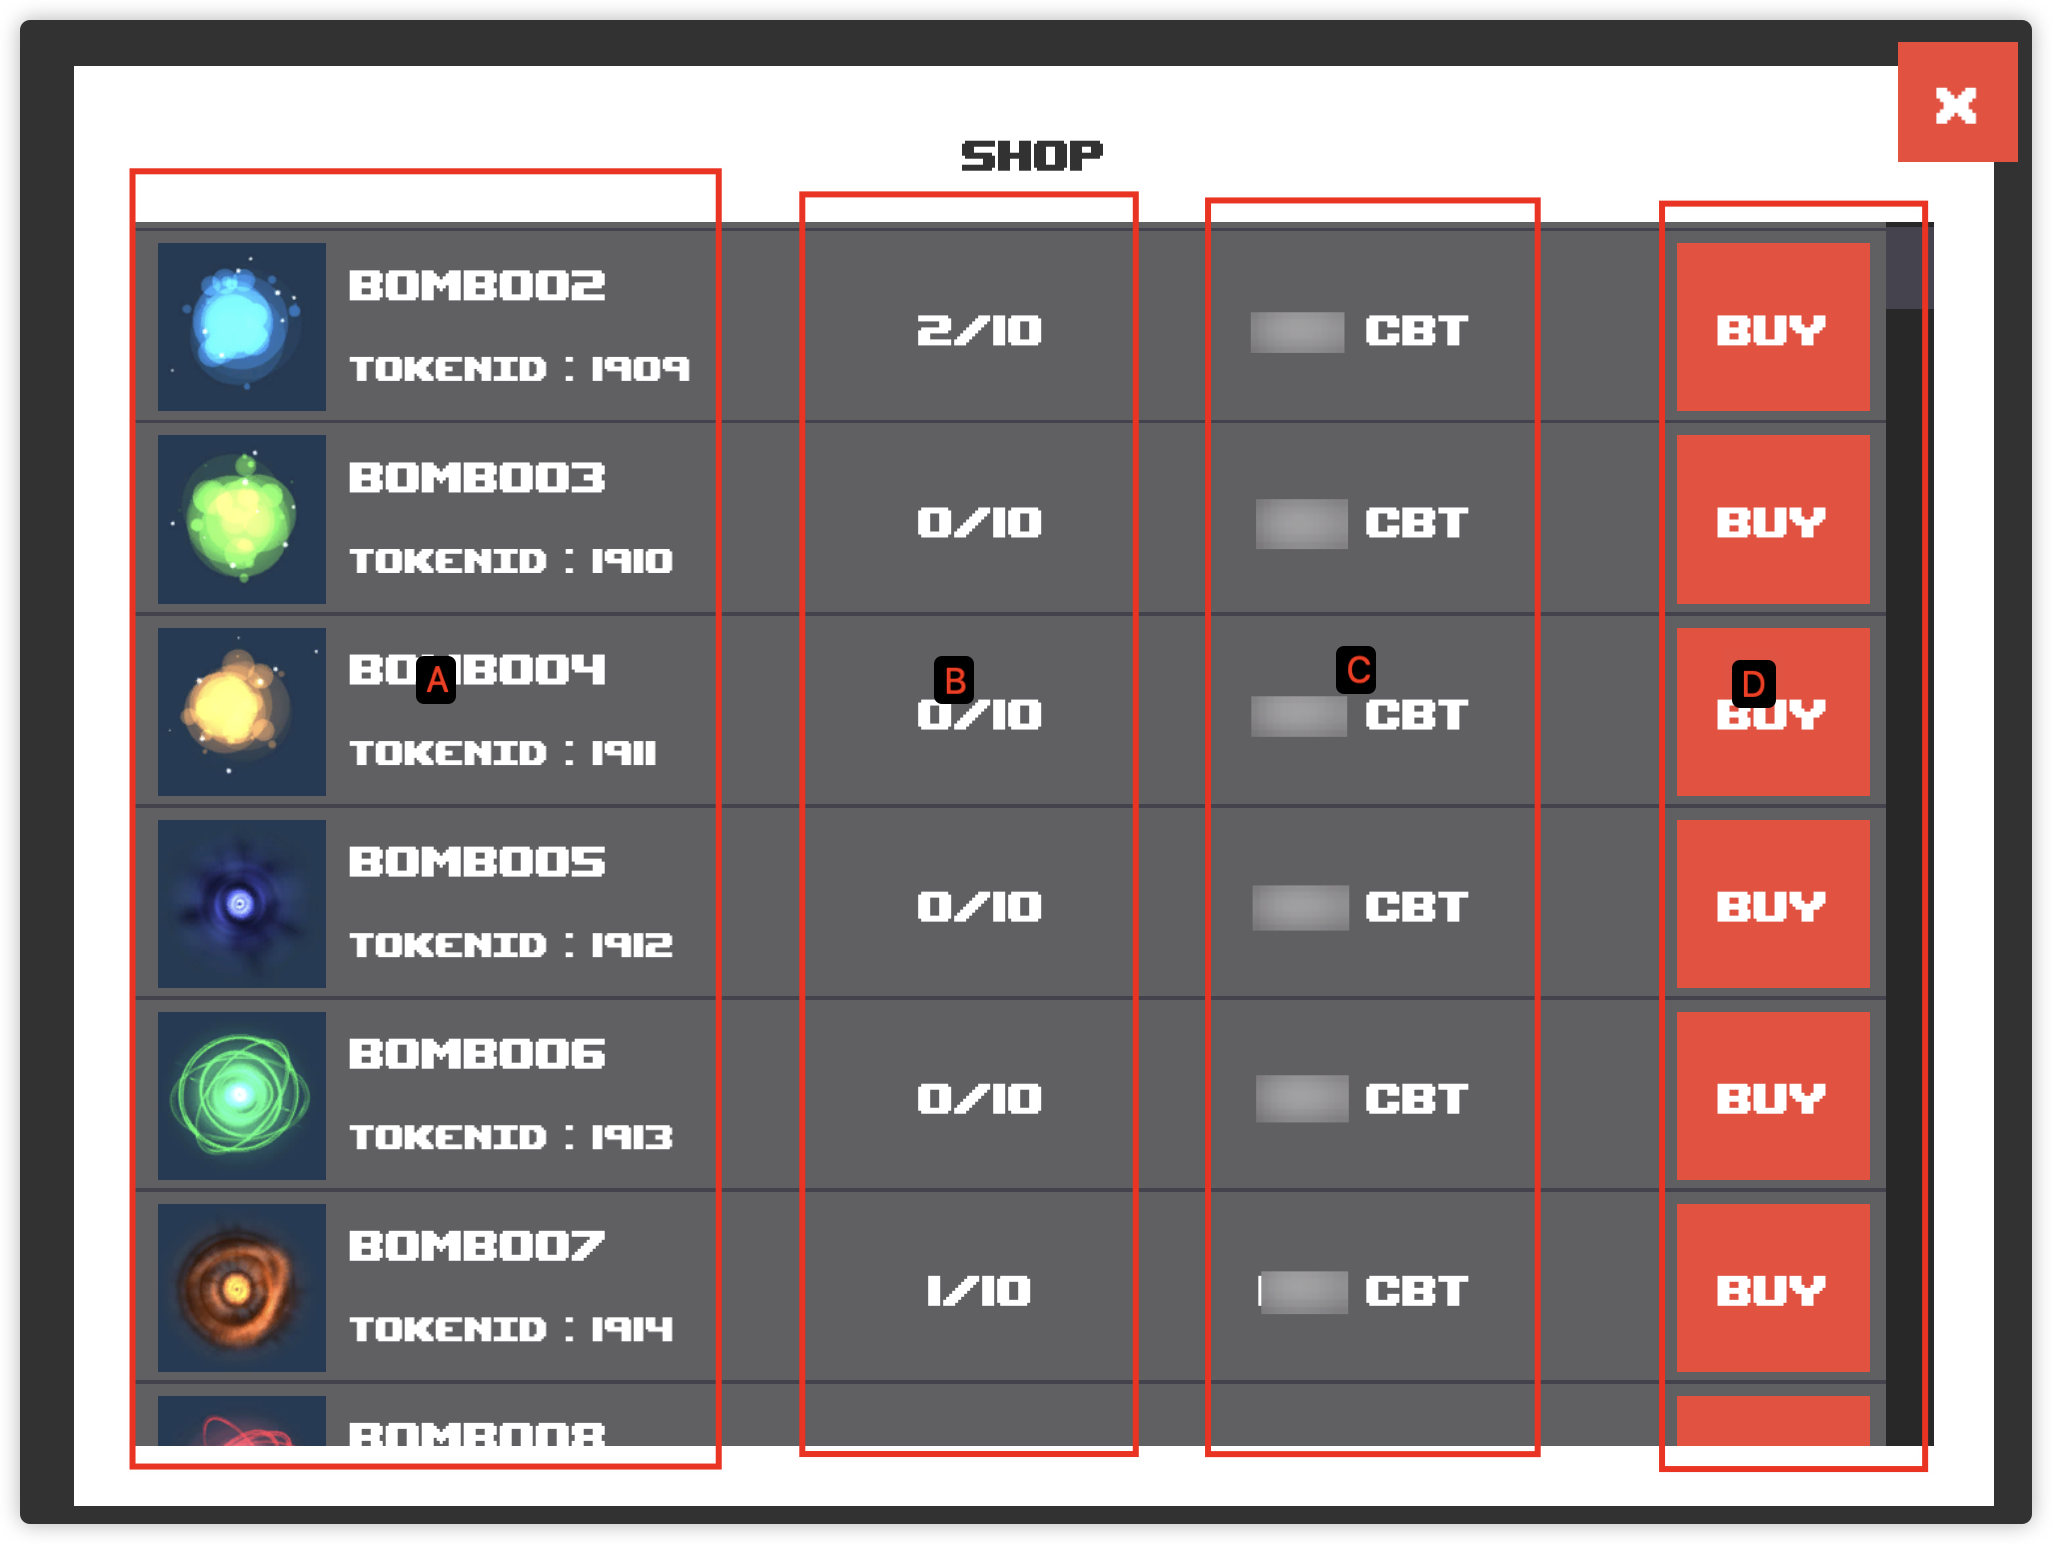 X
SHOP
BOMB002
TOKENID : 1909
2/10
CBT
BUY
BOMB003
TOKENID : 1910
0/10
CBT
BUY
BOMB004
TOKENID : 1911
A
B
0/10
C
CBT
D
BUY
BOMB005
TOKENID : 1912
0/10
CBT
BUY
BOMB006
TOKENID : 1913
0/10
CBT
BUY
BOMB007
TOKENID : 1914
1/10
CBT
BUY
BOMB008